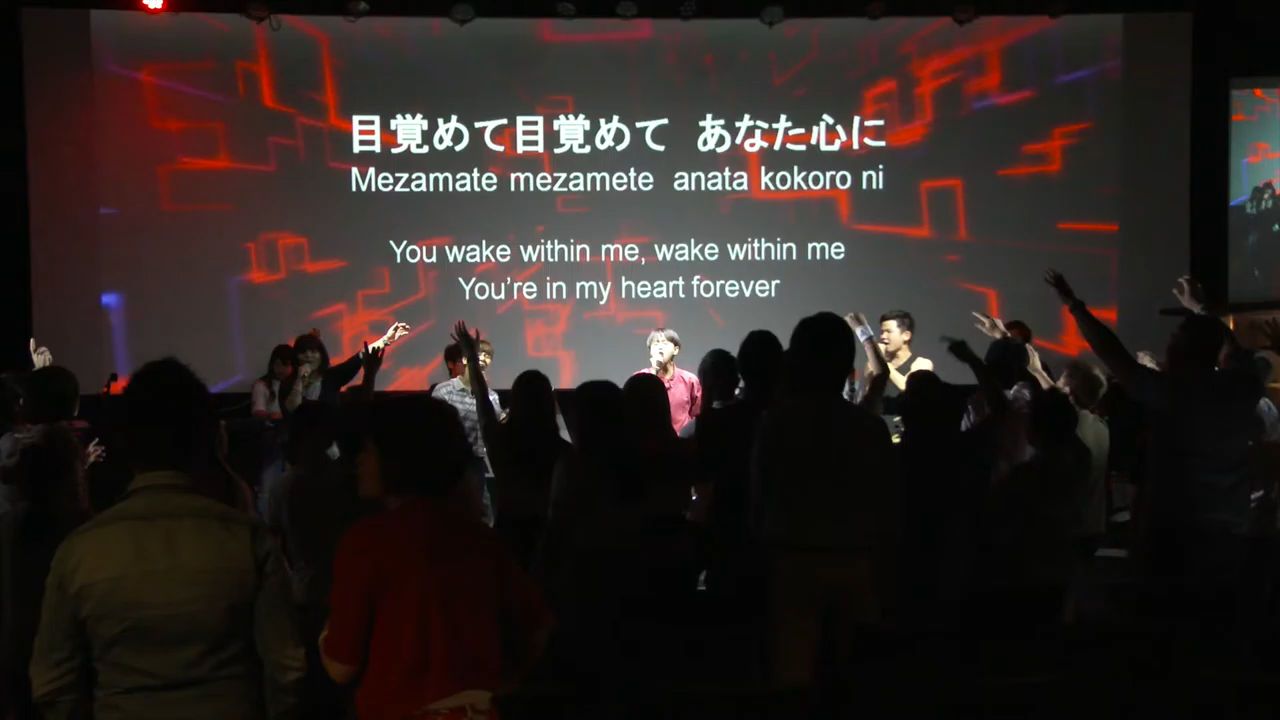 目覚めて目覚めて あなた心に
Mezamate mezamete anata kokoro ni
You wake within me, wake within me
You're in my heart forever